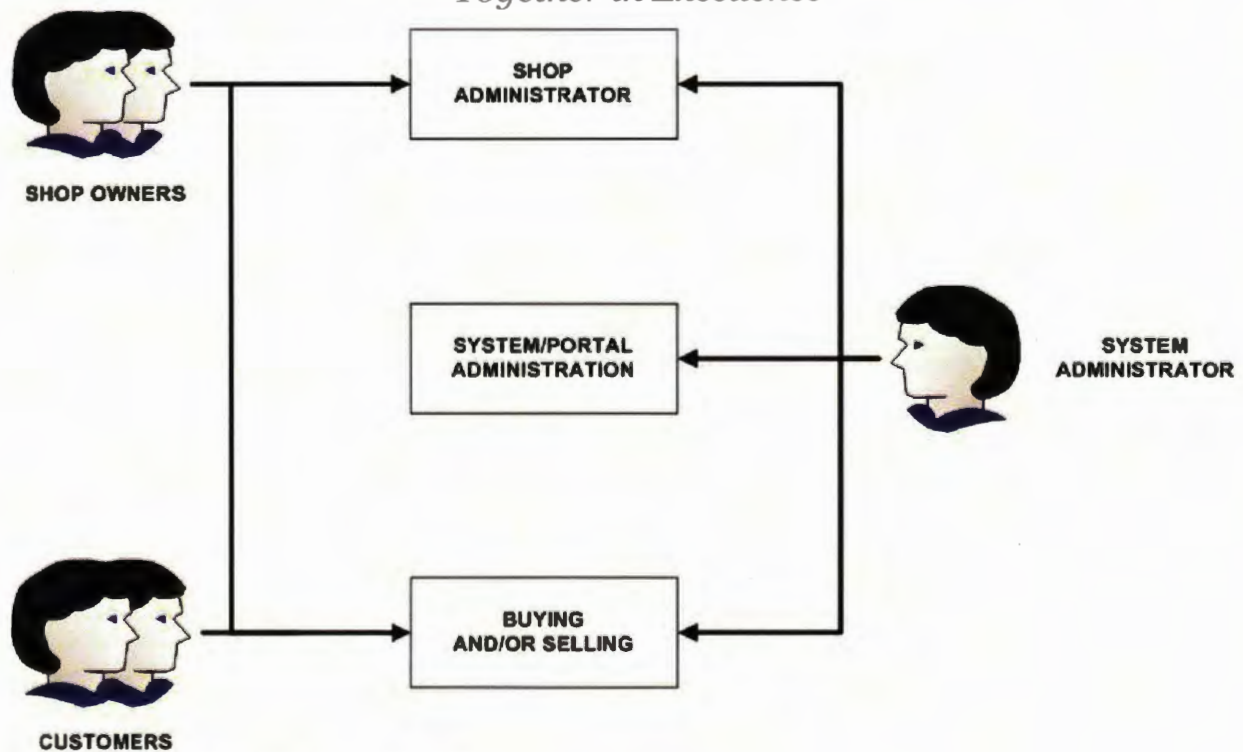 SHOP
ADMINISTRATOR
SHOP OWNERS
SYSTEM/PORTAL
ADMINISTRATION
SYSTEM
ADMINISTRATOR
BUYING
AND/OR SELLING
CUSTOMERS